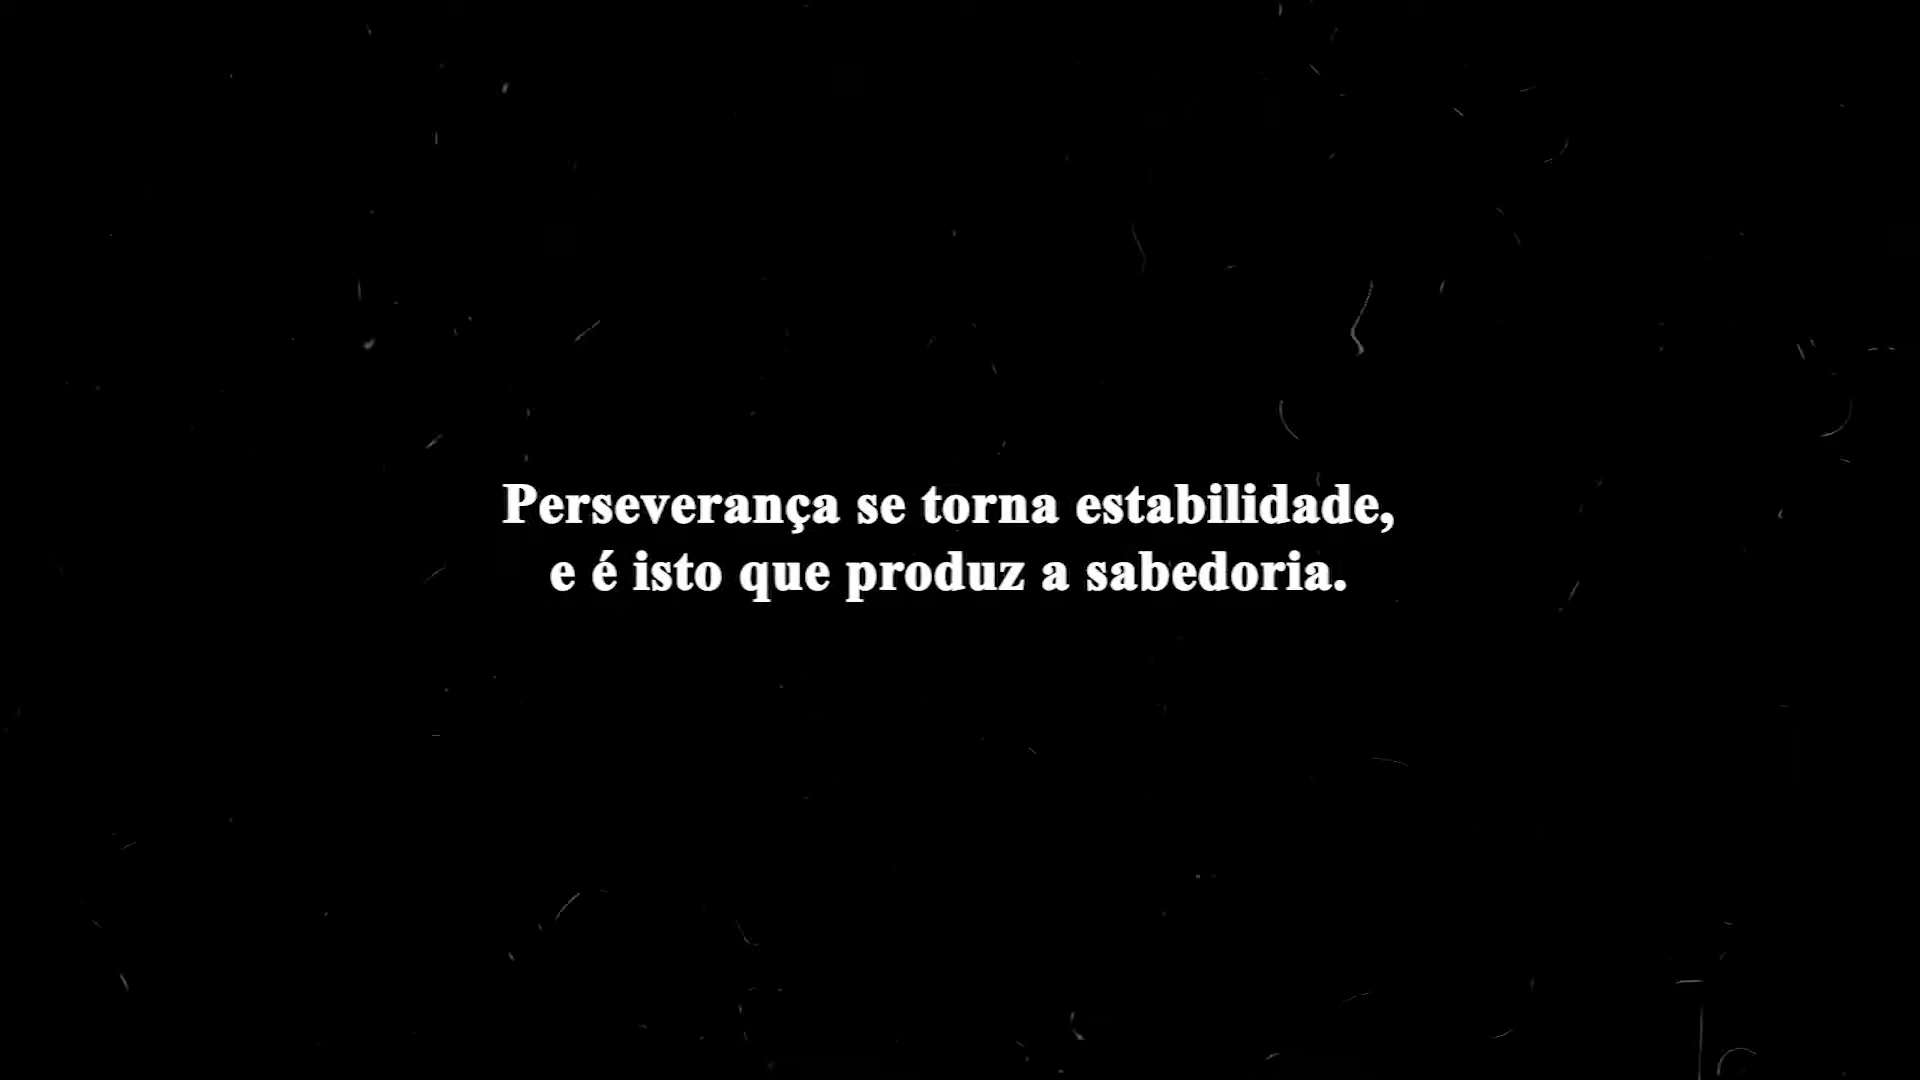 Perseverança se torna estabilidade,
e é isto que produz a sabedoria.